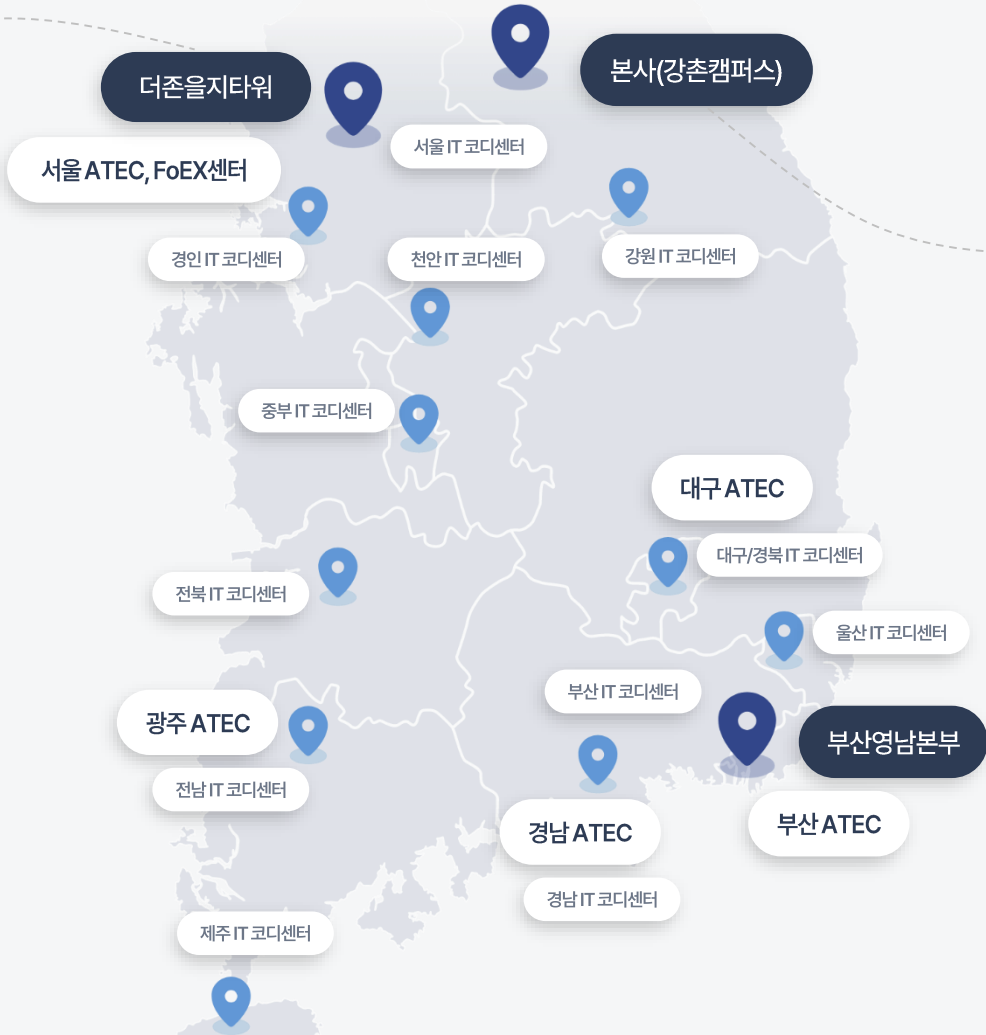 본사(강촌캠퍼스)
더존을지타워
서울 IT 코디센터
서울 ATEC, FoEX센터
경인 IT 코디센터
천안 IT 코디센터
강원 IT 코디센터
중부 IT 코디센터
대구 ATEC
대구/경북 IT 코디센터
전북 IT 코디센터
울산 IT 코디센터
부산 IT 코디센터
광주 ATEC
부산영남본부
전남 IT 코디센터
경남 ATEC
부산 ATEC
경남 IT 코디센터
제주 IT 코디센터